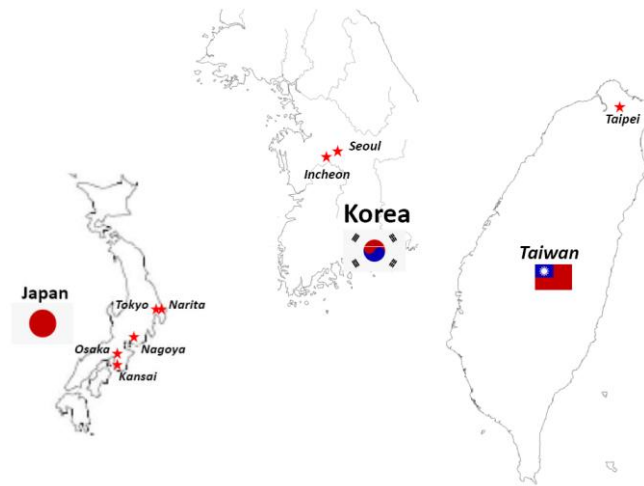 Taipei
Seoul
Incheon
Korea
Taiwan
Japan
Tokyo Narita
Osaka Nagoya
Kansai